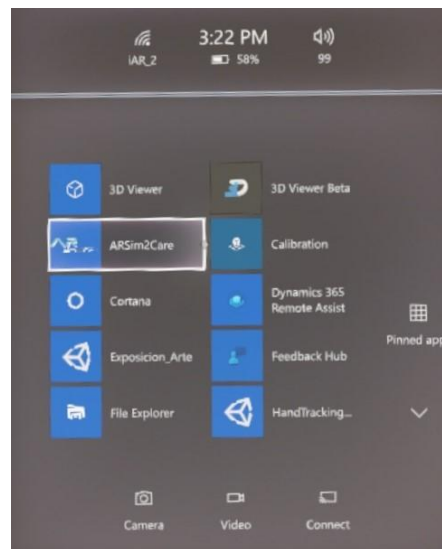 3:22 PM
iAR_2
58%
99
3D Viewer
3D Viewer Beta
ARSim2Care
Calibration
Cortana
Dynamics 365
Remote Assist
Pinned app
Exposicion_Arte
Feedback Hub
File Explorer
HandTracking...
Camera
Video
Connect